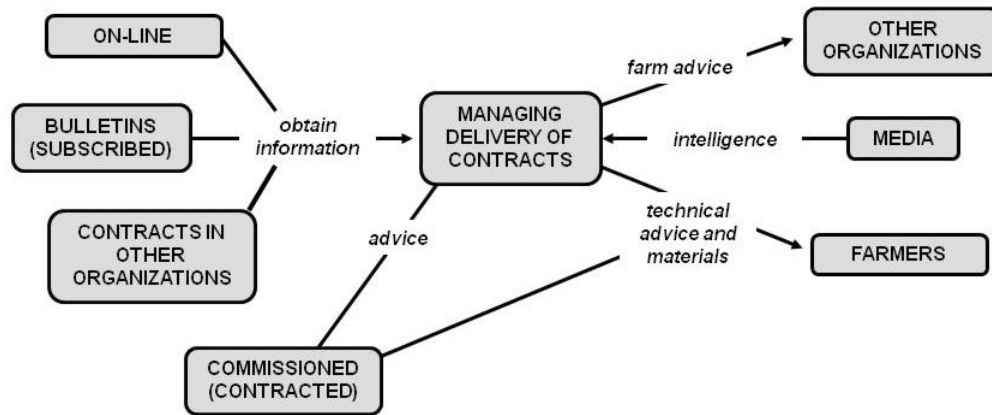 ON-LINE
BULLETINS
(SUBSCRIBED)
CONTRACTS IN
OTHER
ORGANIZATIONS
obtain
information
MANAGING
DELIVERY OF
CONTRACTS
advice
COMMISSIONED
(CONTRACTED)
farm advice
OTHER
ORGANIZATIONS
intelligence
MEDIA
technical
advice and
materials
FARMERS